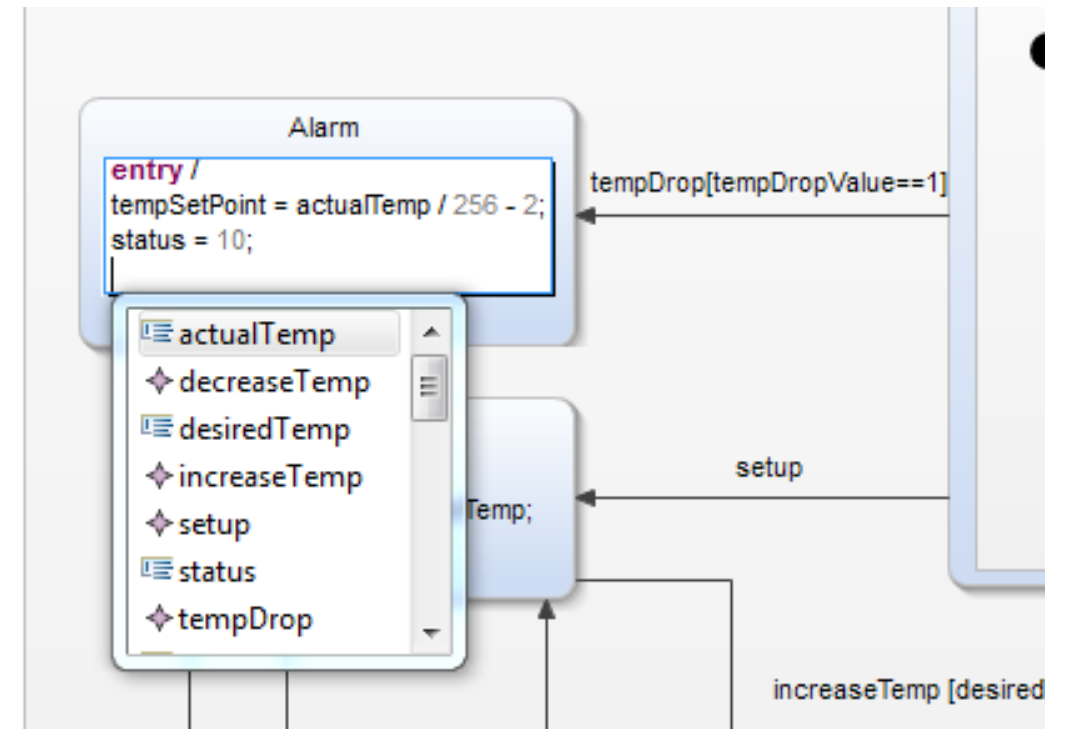 Alarm
entry /
tempSetPoint = actualTemp / 256 - 2;
status = 10;
tempDrop[tempDropValue==1]
actualTemp
decreaseTemp
desiredTemp
increaseTemp
setup
status
tempDrop
Temp;
setup
increaseTemp [desired